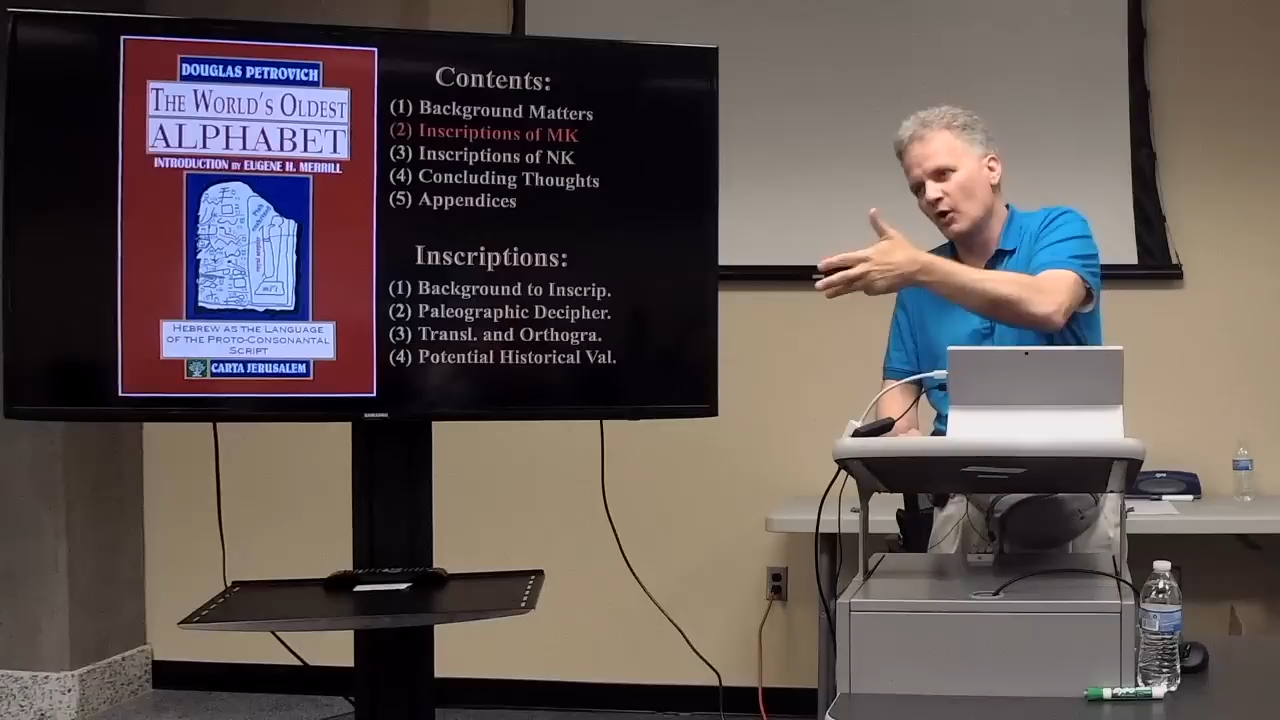 DOUGLAS PETROVICH
THE WORLD'S OLDEST
ALPHABET
INTRODUCTION BY EUGENE H. MERRILL
HEBREW AS THE LANGUAGE
OF THE PROTO-CONSONANTAL
SCRIPT
CARTA JERUSALEM
Contents:
(1) Background Matters
(2) Inscriptions of MK
(3) Inscriptions of NK
(4) Concluding Thoughts
(5) Appendices
Inscriptions:
(1) Background to Inscrip.
(2) Paleographic Decipher.
(3) Transl. and Orthogra.
(4) Potential Historical Val.
SAMSUNG